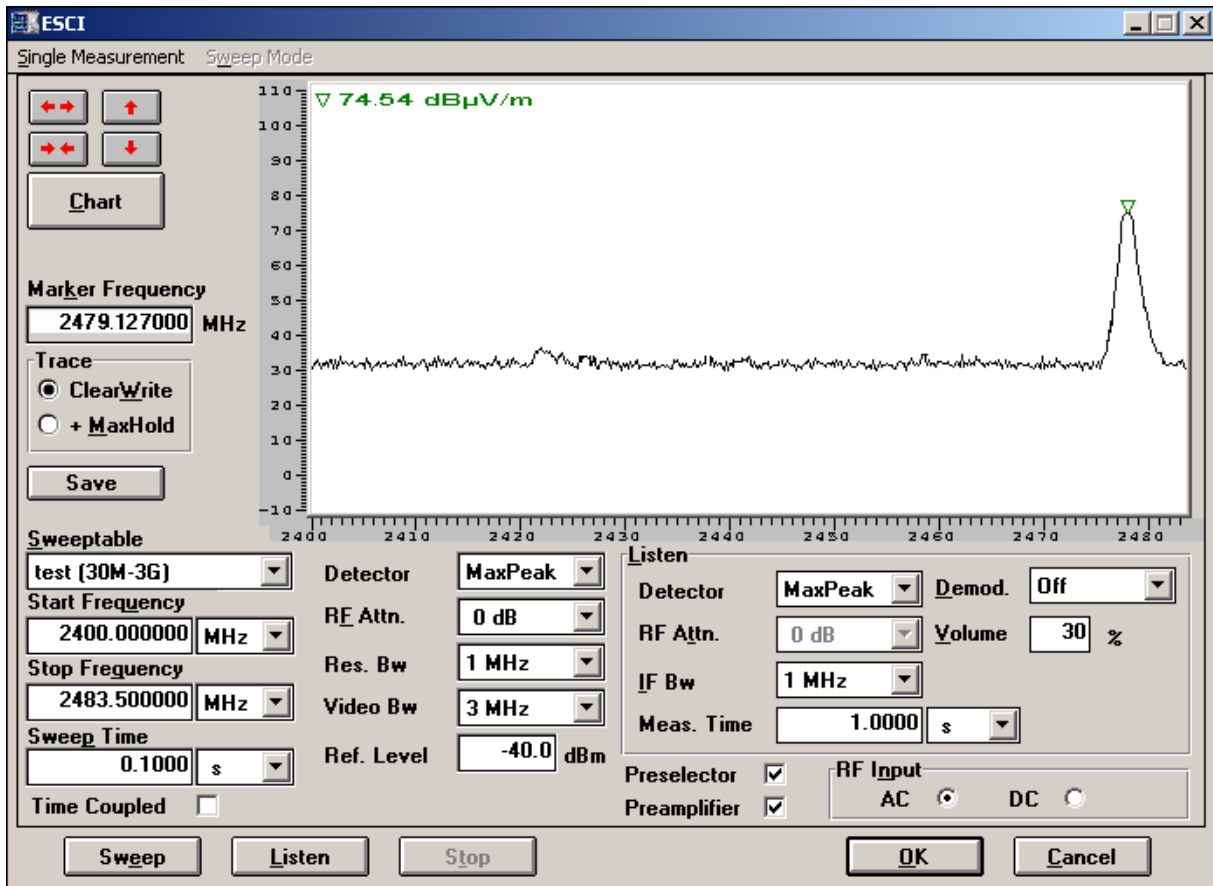 ESCI
Single Measurement Sweep Mode
Chart
Marker Frequency
2479.127000 MHz
Trace
ClearWrite
+ MaxHold
Save
▽ 74.54 dBµV/m
110
100
90
80
70
60
50
40
30
20
10
0
-10
2400 2410 2420 2430 2440 2450 2460 2470 2480
Sweeptable
test (30M-3G)
Start Frequency
2400.000000 MHz
Stop Frequency
2483.500000 MHz
Sweep Time
0.1000 s
Time Coupled
Detector MaxPeak
RF Attn. 0 dB
Res. Bw 1 MHz
Video Bw 3 MHz
Ref. Level -40.0 dBm
Listen
Detector MaxPeak Demod. Off
RF Attn. 0 dB Volume 30 %
IF Bw 1 MHz
Meas. Time 1.0000 s
Preselector
Preamplifier
RF Input
AC DC
Sweep Listen Stop OK Cancel